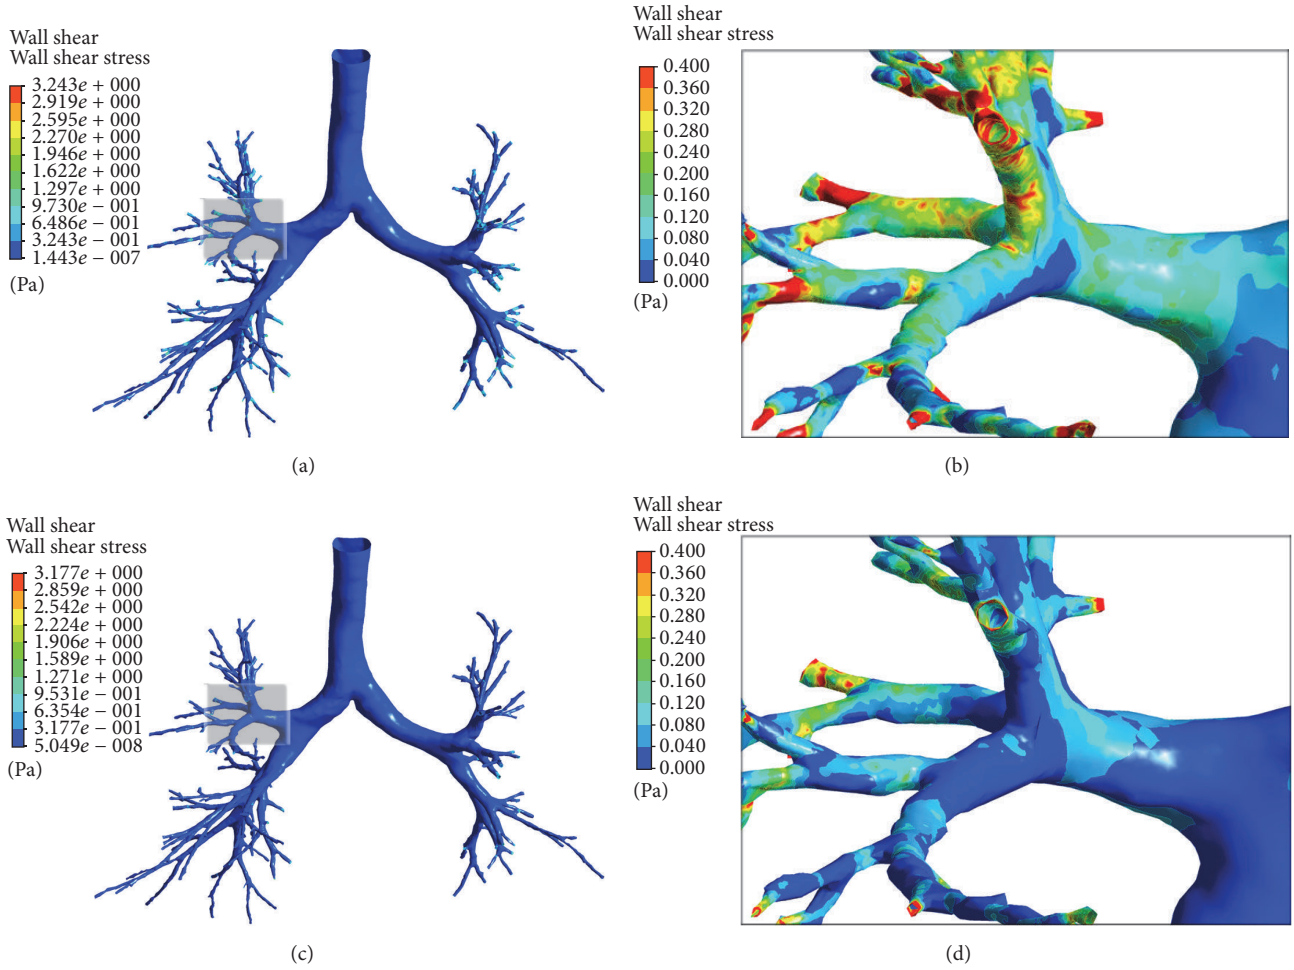 Wall shear
Wall shear stress
3.243e + 000
2.919e + 000
2.595e + 000
2.270e + 000
1.946e + 000
1.622e + 000
1.297e + 000
9.730e − 001
6.486e − 001
3.243e − 001
1.443e − 007
(Pa)
(a)
Wall shear
Wall shear stress
0.400
0.360
0.320
0.280
0.240
0.200
0.160
0.120
0.080
0.040
0.000
(Pa)
(b)
Wall shear
Wall shear stress
3.177e + 000
2.859e + 000
2.542e + 000
2.224e + 000
1.906e + 000
1.589e + 000
1.271e + 000
9.531e − 001
6.354e − 001
3.177e − 001
5.049e − 008
(Pa)
(c)
Wall shear
Wall shear stress
0.400
0.360
0.320
0.280
0.240
0.200
0.160
0.120
0.080
0.040
0.000
(Pa)
(d)